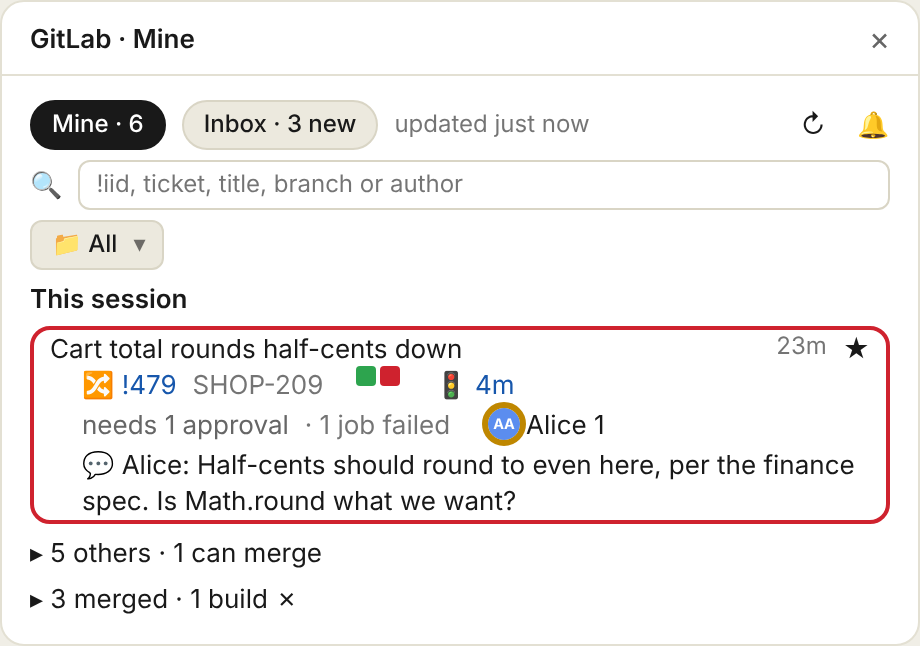 GitLab · Mine ×
Mine · 6 Inbox · 3 new updated just now
!iid, ticket, title, branch or author
All ▾
This session
Cart total rounds half-cents down 23m ★
!479 SHOP-209 4m
needs 1 approval · 1 job failed AA Alice 1
Alice: Half-cents should round to even here, per the finance
spec. Is Math.round what we want?
▸ 5 others · 1 can merge
▸ 3 merged · 1 build ×